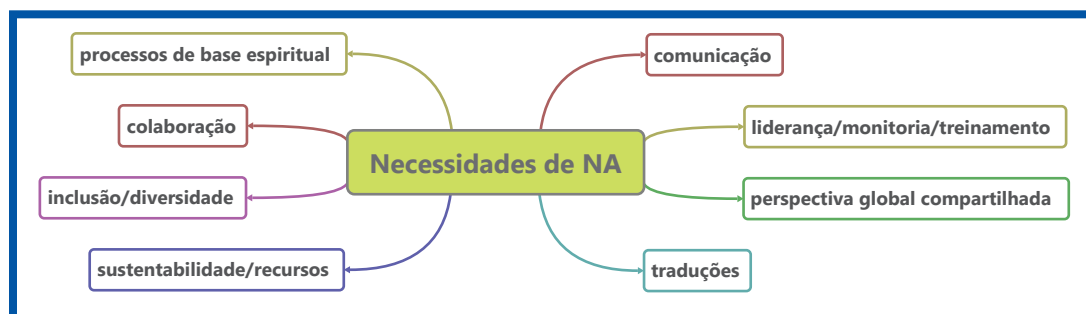 processos de base espiritual
comunicação
colaboração
liderança/monitoria/treinamento
Necessidades de NA
inclusão/diversidade
perspectiva global compartilhada
sustentabilidade/recursos
traduções